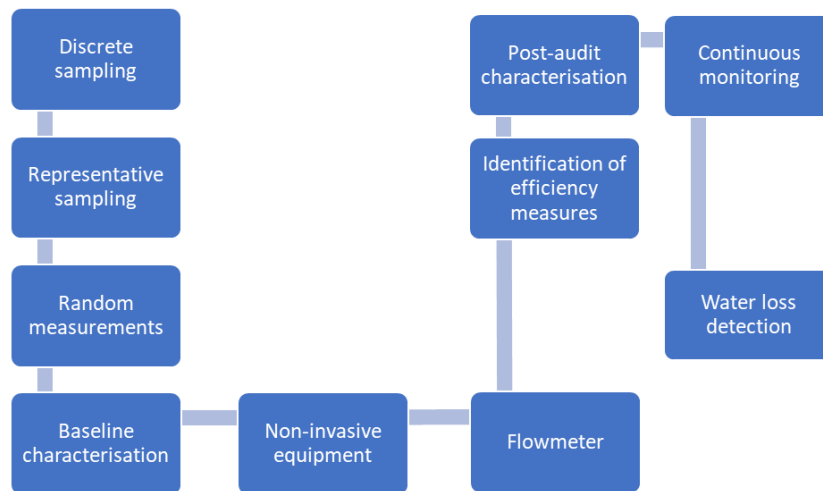 Discrete
sampling
Representative
sampling
Random
measurements
Baseline
characterisation
Non-invasive
equipment
Flowmeter
Identification of
efficiency
measures
Post-audit
characterisation
Continuous
monitoring
Water loss
detection